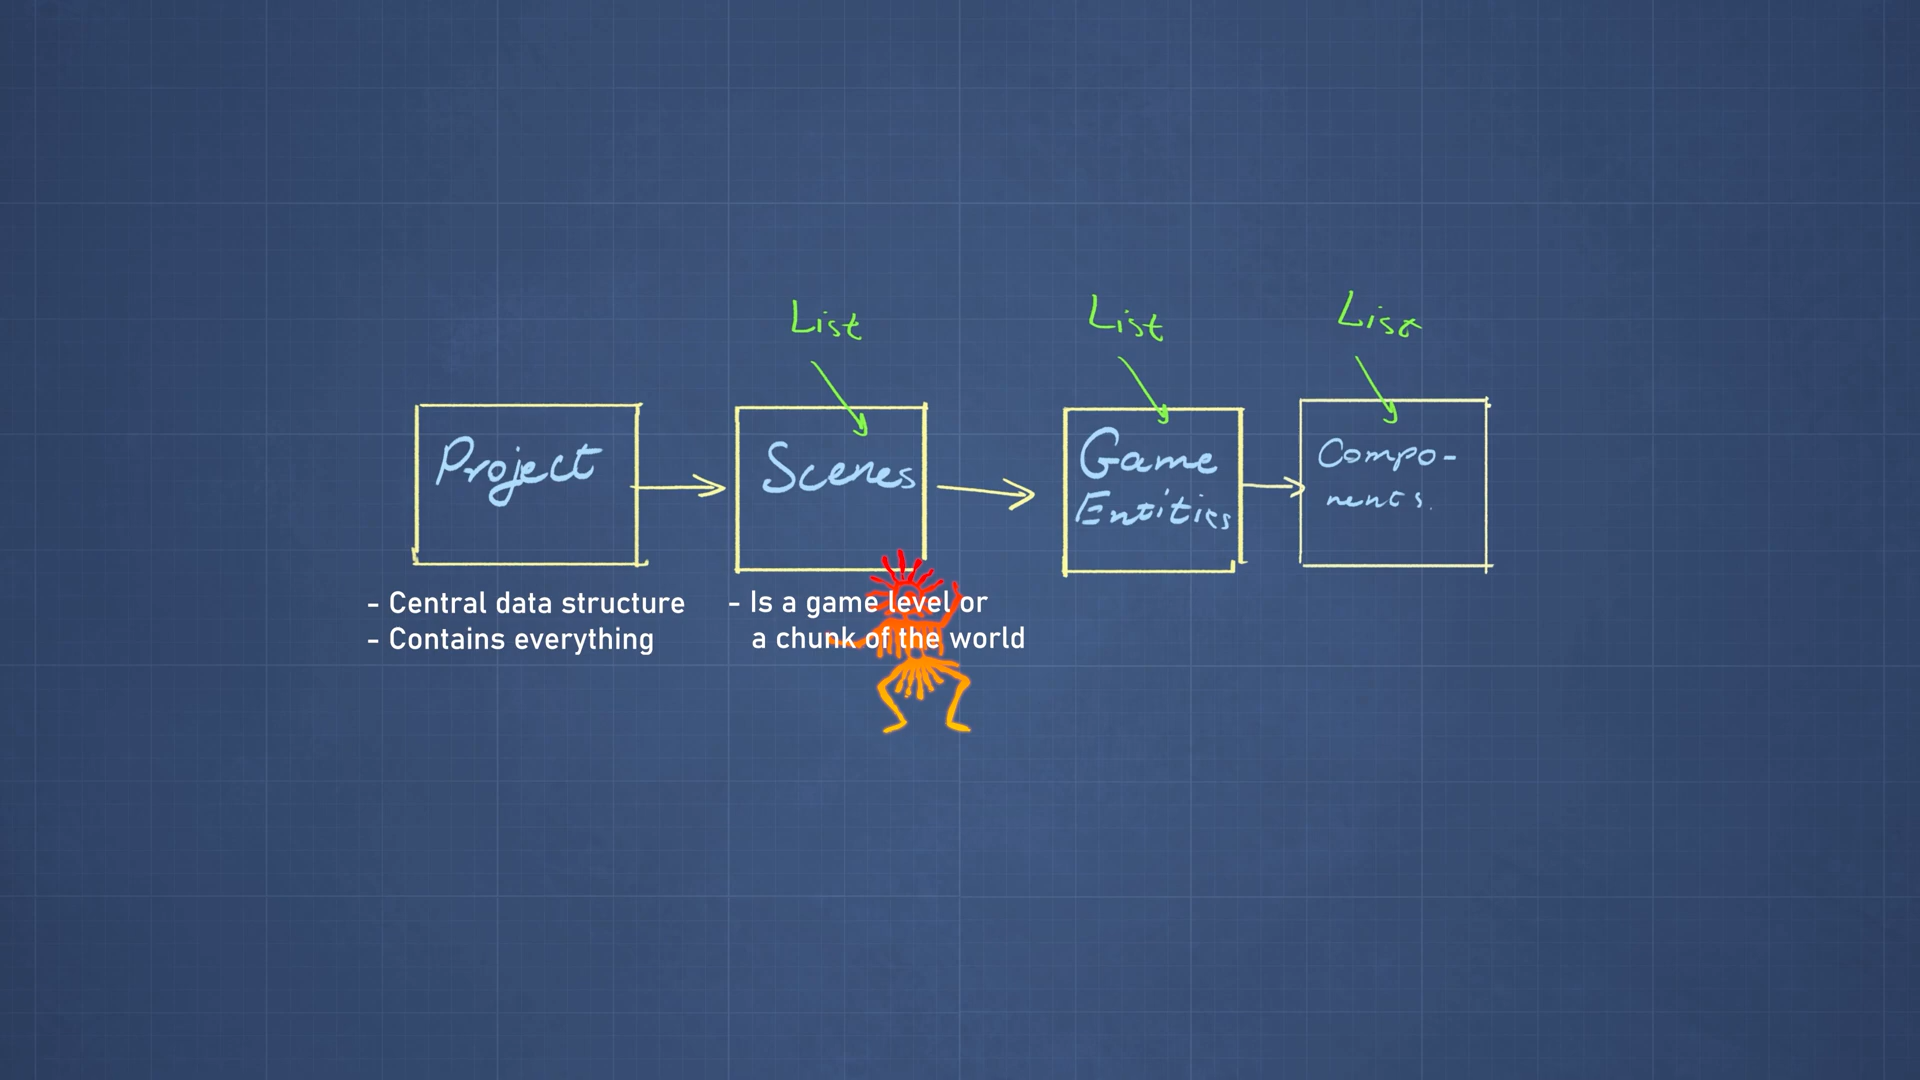 List
List
List
Project
Scenes
Game
Entities
Compo-
nents.
- Central data structure
- Contains everything
- Is a game level or
a chunk of the world